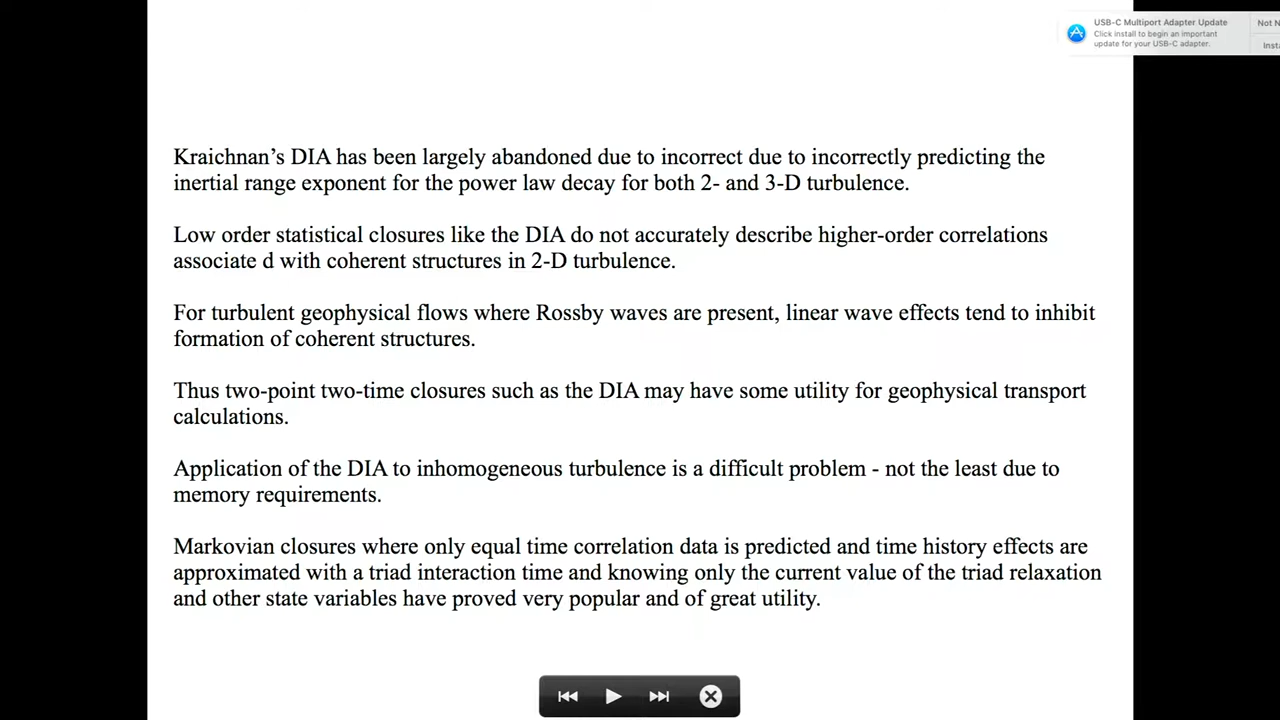 USB-C Multiport Adapter Update
Not N
Click install to begin an important
update for your USB-C adapter.
Insta
Kraichnan's DIA has been largely abandoned due to incorrect due to incorrectly predicting the
inertial range exponent for the power law decay for both 2- and 3-D turbulence.
Low order statistical closures like the DIA do not accurately describe higher-order correlations
associate d with coherent structures in 2-D turbulence.
For turbulent geophysical flows where Rossby waves are present, linear wave effects tend to inhibit
formation of coherent structures.
Thus two-point two-time closures such as the DIA may have some utility for geophysical transport
calculations.
Application of the DIA to inhomogeneous turbulence is a difficult problem - not the least due to
memory requirements.
Markovian closures where only equal time correlation data is predicted and time history effects are
approximated with a triad interaction time and knowing only the current value of the triad relaxation
and other state variables have proved very popular and of great utility.